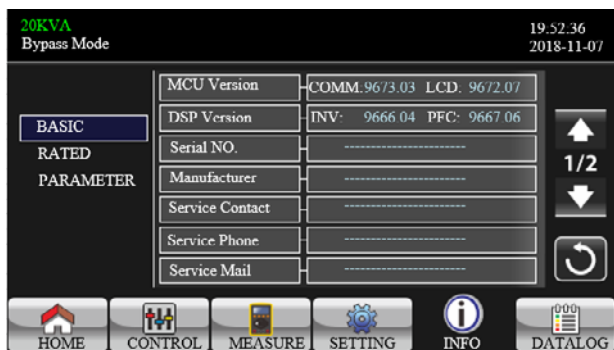 20KVA
Bypass Mode
19:52:36
2018-11-07
BASIC
RATED
PARAMETER
MCU Version COMM:9673.03 LCD: 9672.07
DSP Version INV: 9666.04 PFC: 9667.06
Serial NO. -----------------------
Manufacturer -----------------------
Service Contact -----------------------
Service Phone -----------------------
Service Mail -----------------------
1/2
HOME CONTROL MEASURE SETTING INFO DATALOG